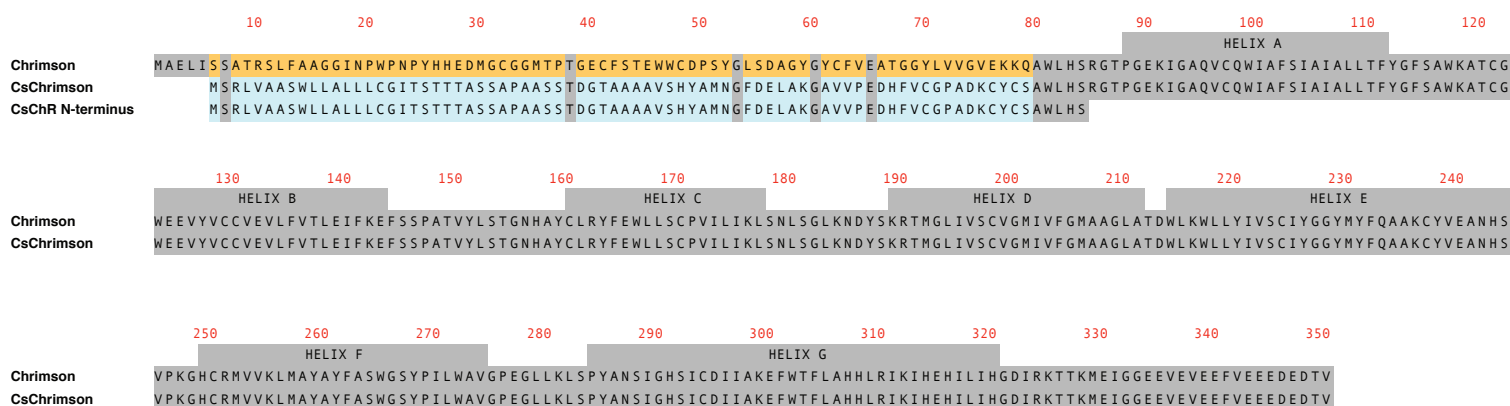 10 20 30 40 50 60 70 80 90 100 110 120
HELIX A
Chrimson MAELISSATRSLFAAGGINPWPNPYHHEDMGCGGMTPTGECFSTEWWCDPSYGLSDAGYGYCFVEATGGYLVVGVEKKQAWLHSRGTPGEKIGAQVCQWIAFSIAIALLTFYGFSAWKATCG
CsChrimson MSRLVAASWLLALLLCGITSTTTASSAPAASSTDGTAAAAVSHYAMNGFDELAKGAVVPEDHFVCGPADKCYCSAWLHSRGTPGEKIGAQVCQWIAFSIAIALLTFYGFSAWKATCG
CsChR N-terminus MSRLVAASWLLALLLCGITSTTTASSAPAASSTDGTAAAAVSHYAMNGFDELAKGAVVPEDHFVCGPADKCYCSAWLHS
130 140 150 160 170 180 190 200 210 220 230 240
HELIX B HELIX C HELIX D HELIX E
Chrimson WEEVYVCCVEVLFVTLEIFKEFSSPATVYLSTGNHAYCLRYFEWLLSCPVILIKLSNLSGLKNDYSKRTMGLIVSCVGMIVFGMAAGLATDWLKWLLYIVSCIYGGYMYFQAAKCYVEANHS
CsChrimson WEEVYVCCVEVLFVTLEIFKEFSSPATVYLSTGNHAYCLRYFEWLLSCPVILIKLSNLSGLKNDYSKRTMGLIVSCVGMIVFGMAAGLATDWLKWLLYIVSCIYGGYMYFQAAKCYVEANHS
250 260 270 280 290 300 310 320 330 340 350
HELIX F HELIX G
Chrimson VPKGHCRMVVKLMAYAYFASWGSYPILWAVGPEGLLKLSPYANSIGHSICDIIAKEFWTFLAHHLRIKIHEHILIHGDIRKTTKMEIGGEEVEVEEFVEEEDEDTV
CsChrimson VPKGHCRMVVKLMAYAYFASWGSYPILWAVGPEGLLKLSPYANSIGHSICDIIAKEFWTFLAHHLRIKIHEHILIHGDIRKTTKMEIGGEEVEVEEFVEEEDEDTV